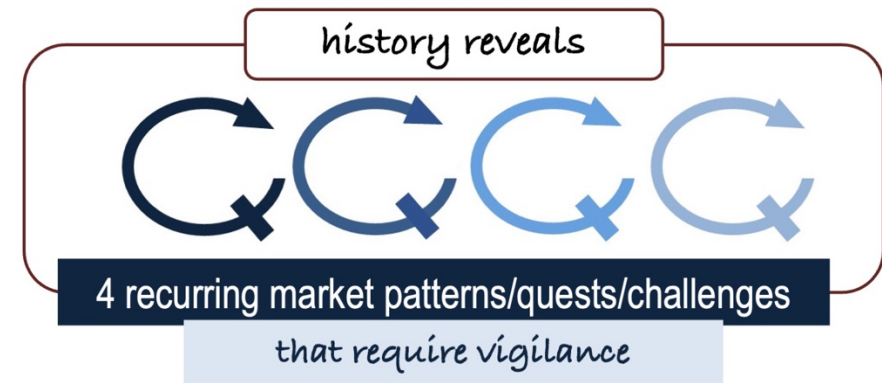 history reveals
4 recurring market patterns/quests/challenges
that require vigilance